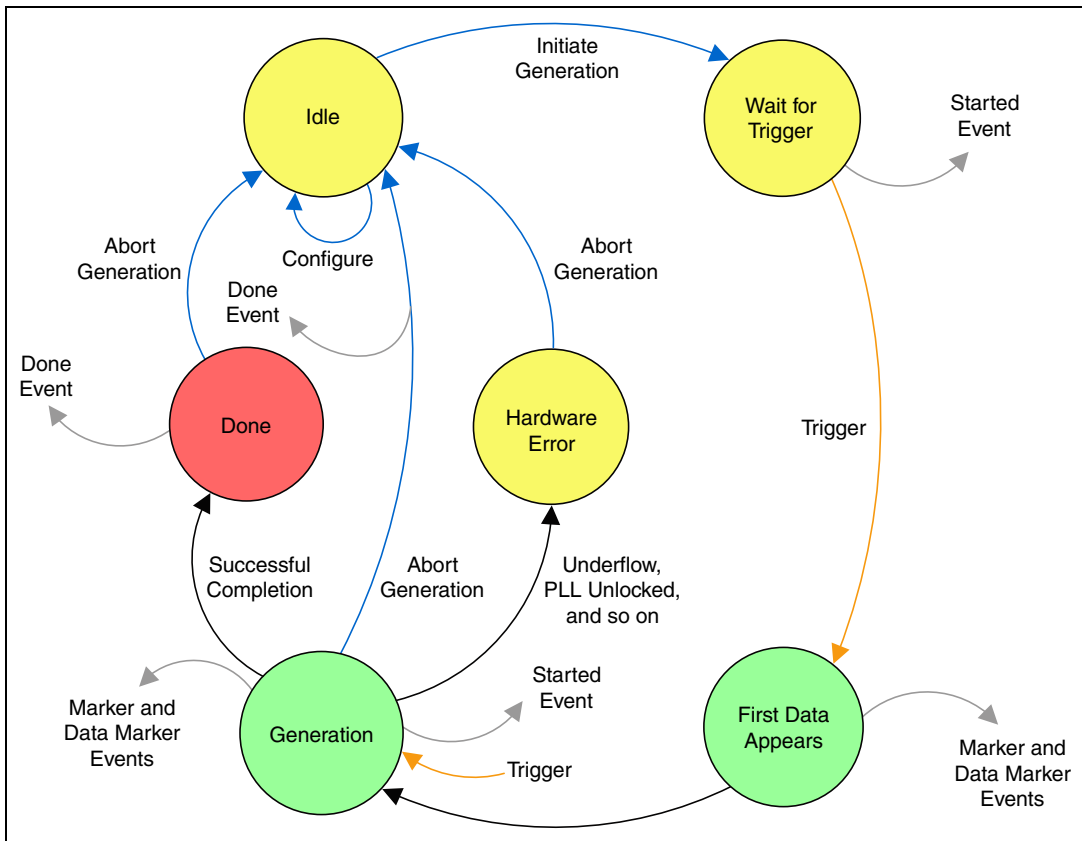 Initiate
Generation
Idle
Wait for
Trigger
Started
Event
Abort
Generation
Configure
Abort
Generation
Done
Event
Done
Event
Done
Hardware
Error
Trigger
Successful
Completion
Abort
Generation
Underflow,
PLL Unlocked,
and so on
Started
Event
Marker and
Data Marker
Events
Generation
First Data
Appears
Trigger
Marker and
Data Marker
Events